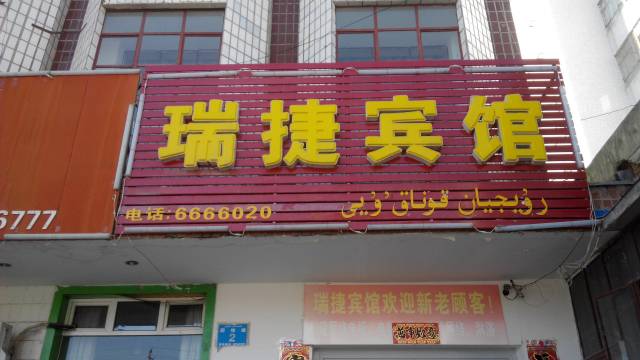 瑞捷宾馆
电话:6666020
رۇيجيان قوناق ئۆيى
6777
瑞捷宾馆欢迎新老顾客!
2